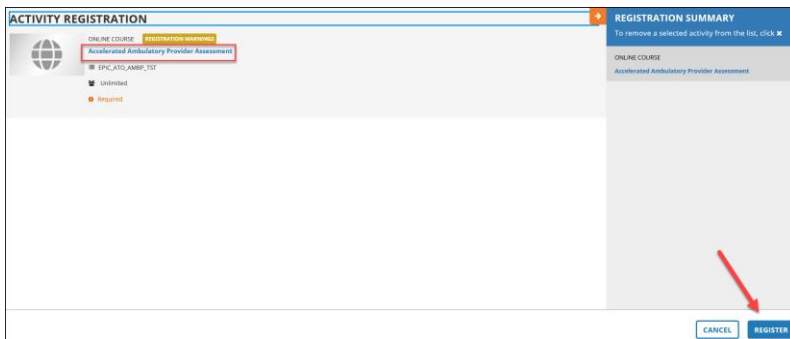 ACTIVITY REGISTRATION
ONLINE COURSE REGISTRATION WARNINGS
Accelerated Ambulatory Provider Assessment
EPIC_ATO_AMBP_TST
Unlimited
Required
REGISTRATION SUMMARY
To remove a selected activity from the list, click ✖
ONLINE COURSE
Accelerated Ambulatory Provider Assessment
CANCEL REGISTER